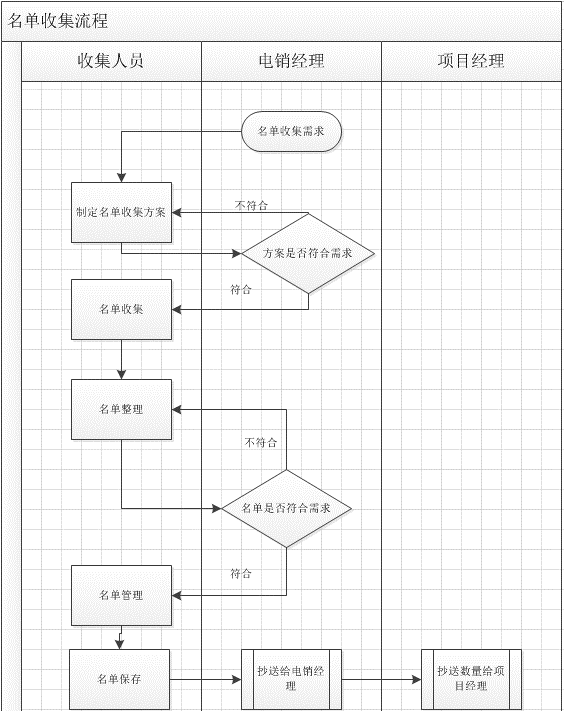 名单收集流程
收集人员
电销经理
项目经理
名单收集需求
不符合
制定名单收集方案
方案是否符合需求
符合
名单收集
名单整理
不符合
名单是否符合需求
符合
名单管理
名单保存
抄送给电销经
理
抄送数量给项
目经理